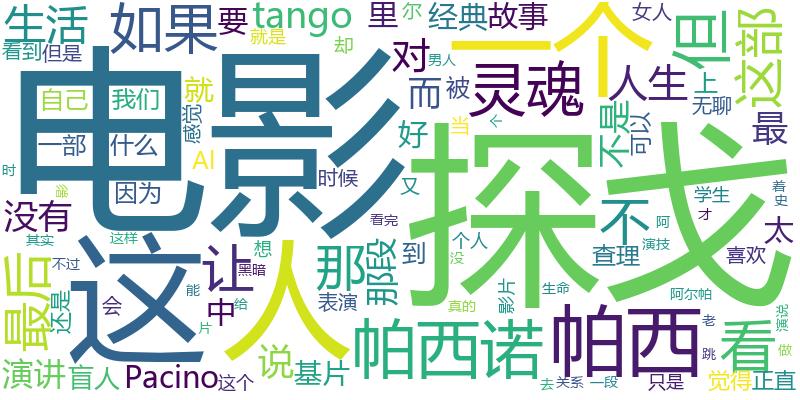 生活
如果
要
tango
里
尔
经典
故事
女人
一个
但
这部
看到
但是
就是
却
男人
对
灵魂
人生
上
电影
自己
我们
就
而
被
无聊
最
一部
什么
感觉
Al
好
当
不是
可以
时
因为
时候
又
探戈
学生
着
史
才
没有
看完
不
太
其实
这样
这
人
让
想
那段
那段
到
个人
没
阿
演技
查理
喜欢
最后
还是
不过
会
中
黑暗
能
给
片
表演
影片
生命
阿尔帕
真的
老
演说
跳
做
帕西诺
帕西
看
演讲
盲人
Pacino
这个
说
基片
去
关系
一段
只是
觉得
正直